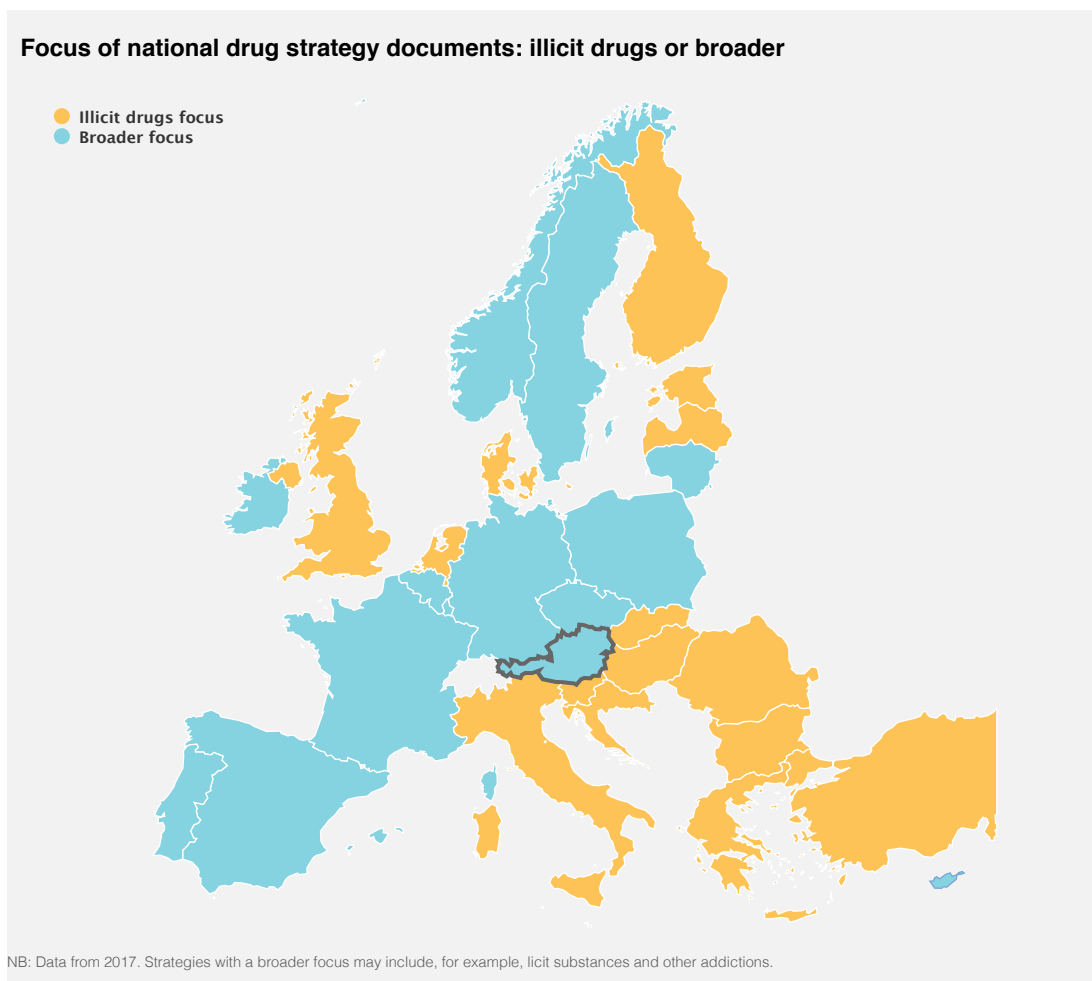 Focus of national drug strategy documents: illicit drugs or broader
Illicit drugs focus
Broader focus
NB: Data from 2017. Strategies with a broader focus may include, for example, licit substances and other addictions.